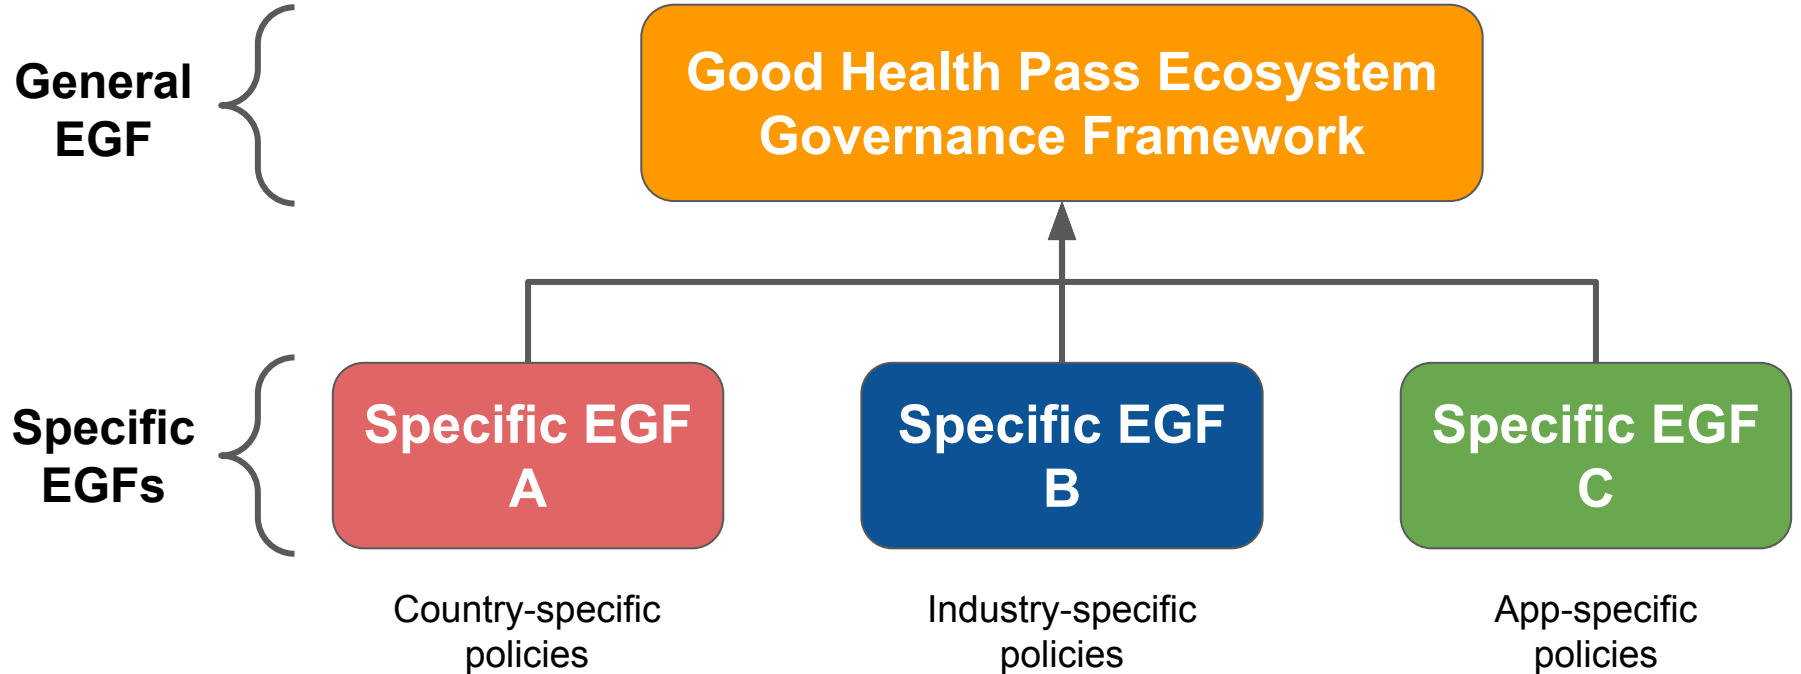 General
EGF
Good Health Pass Ecosystem
Governance Framework
Specific
EGFs
Specific EGF
A
Specific EGF
B
Specific EGF
C
Country-specific
policies
Industry-specific
policies
App-specific
policies